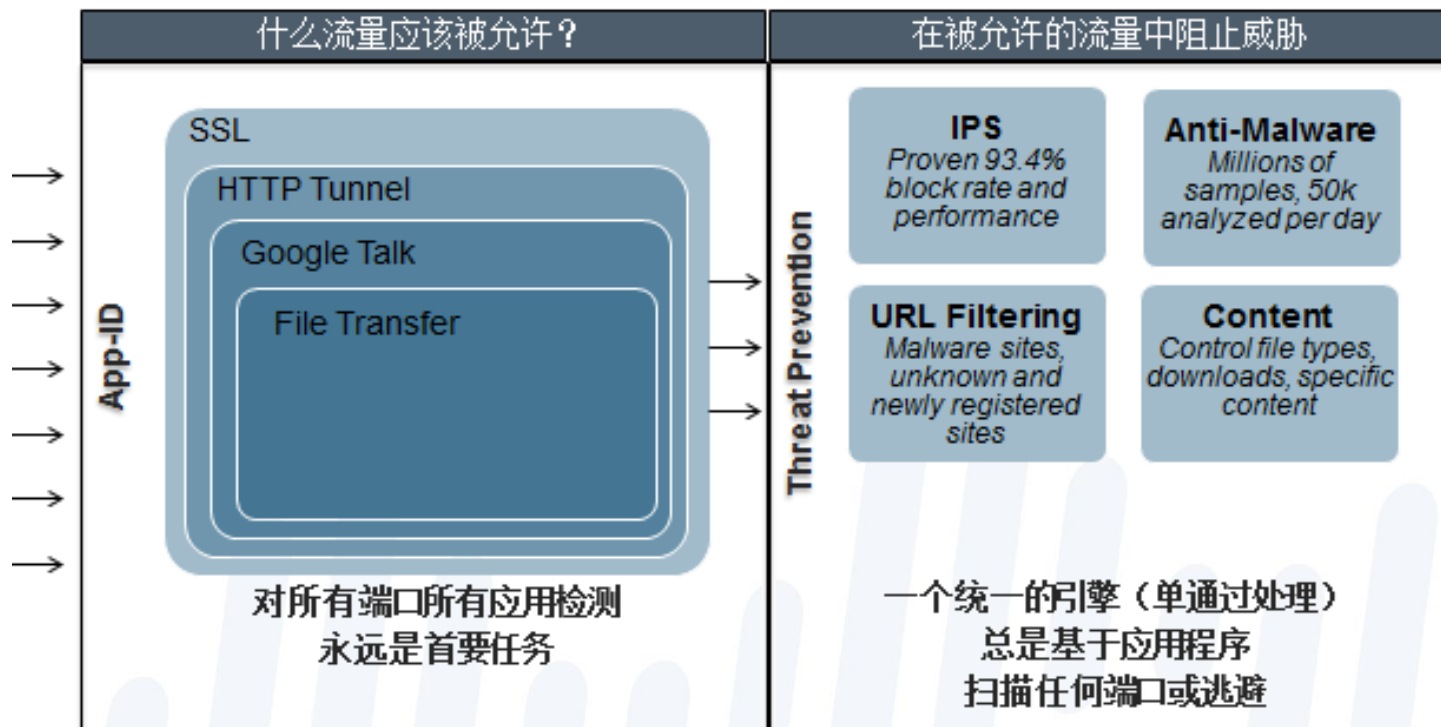 什么流量应该被允许？
在被允许的流量中阻止威胁
App-ID
SSL
HTTP Tunnel
Google Talk
File Transfer
对所有端口所有应用检测
永远是首要任务
Threat Prevention
IPS
Proven 93.4%
block rate and
performance
Anti-Malware
Millions of
samples, 50k
analyzed per day
URL Filtering
Malware sites,
unknown and
newly registered
sites
Content
Control file types,
downloads, specific
content
一个统一的引擎（单通过处理）
总是基于应用程序
扫描任何端口或逃避